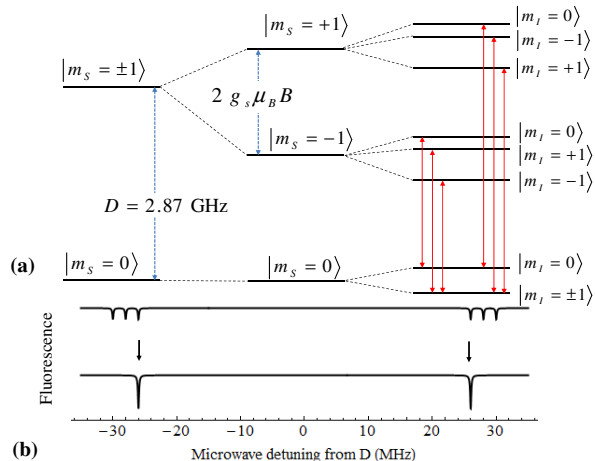 |m_S = +1⟩
|m_I = 0⟩
|m_I = −1⟩
|m_I = +1⟩
|m_S = ±1⟩
2 g_s μ_B B
|m_S = −1⟩
|m_I = 0⟩
|m_I = +1⟩
|m_I = −1⟩
D = 2.87 GHz
(a)
|m_S = 0⟩
|m_S = 0⟩
|m_I = 0⟩
|m_I = ±1⟩
Fluorescence
−30 −20 −10 0 10 20 30
(b)
Microwave detuning from D (MHz)